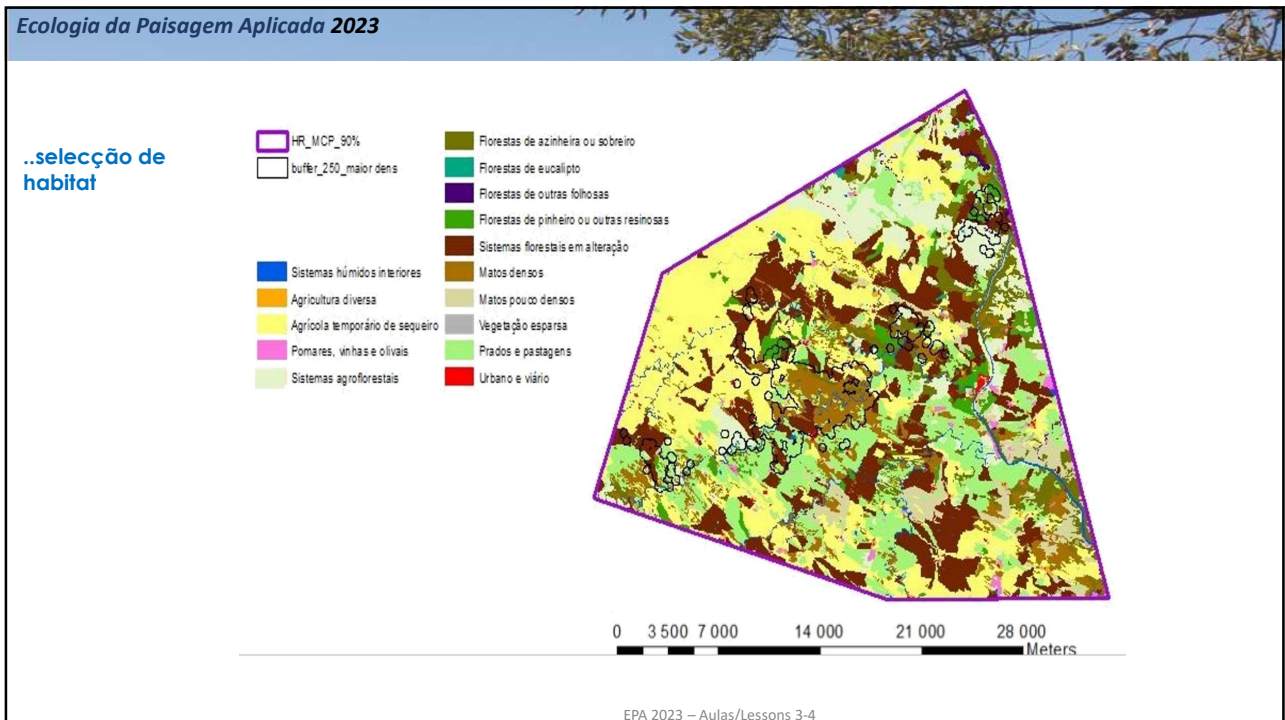 Ecologia da Paisagem Aplicada 2023
..selecção de
habitat
HR_MCP_90%
buffer_250_maior dens
Sistemas húmidos interiores
Agricultura diversa
Agrícola temporário de sequeiro
Pomares, vinhas e olivais
Sistemas agroflorestais
Florestas de azinheira ou sobreiro
Florestas de eucalipto
Florestas de outras folhosas
Florestas de pinheiro ou outras resinosas
Sistemas florestais em alteração
Matos densos
Matos pouco densos
Vegetação esparsa
Prados e pastagens
Urbano e viário
0 3 500 7 000 14 000 21 000 28 000
Meters
EPA 2023 – Aulas/Lessons 3-4